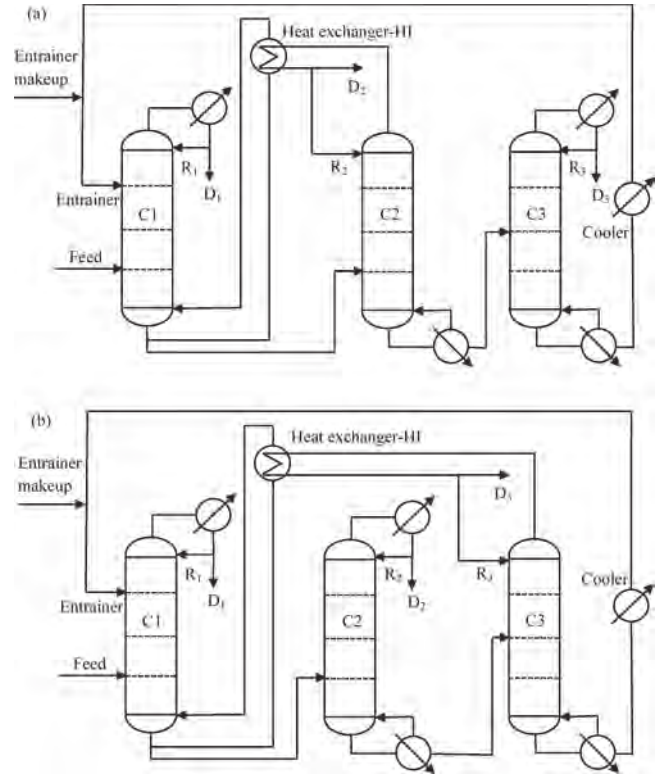 (a)
Heat exchanger-HI
Entrainer
makeup
D2
R1
D1
R2
R3
D3
Entrainer
C1
C2
C3
Cooler
Feed
(b)
Heat exchanger-HI
Entrainer
makeup
D3
R1
D1
R2
D2
R3
Cooler
Entrainer
C1
C2
C3
Feed